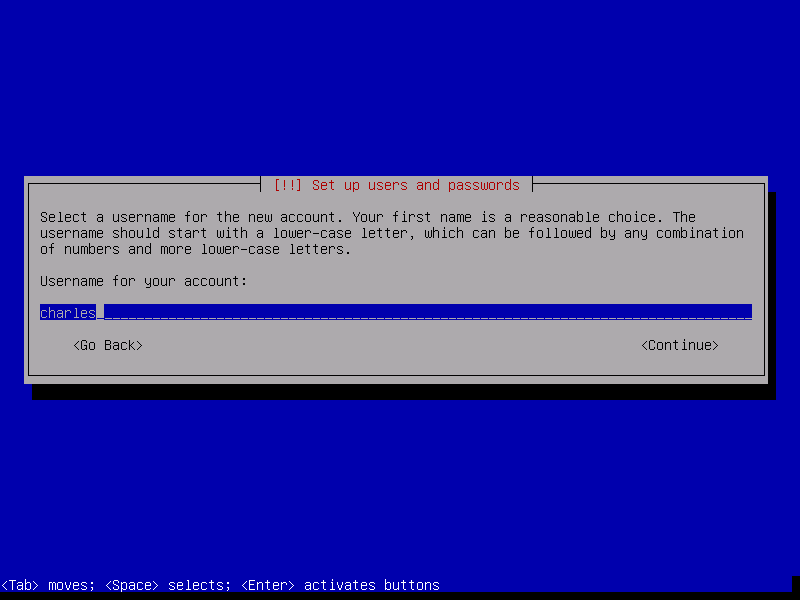 [!!] Set up users and passwords
Select a username for the new account. Your first name is a reasonable choice. The
username should start with a lower-case letter, which can be followed by any combination
of numbers and more lower-case letters.
Username for your account:
charles
<Go Back> <Continue>
<Tab> moves; <Space> selects; <Enter> activates buttons